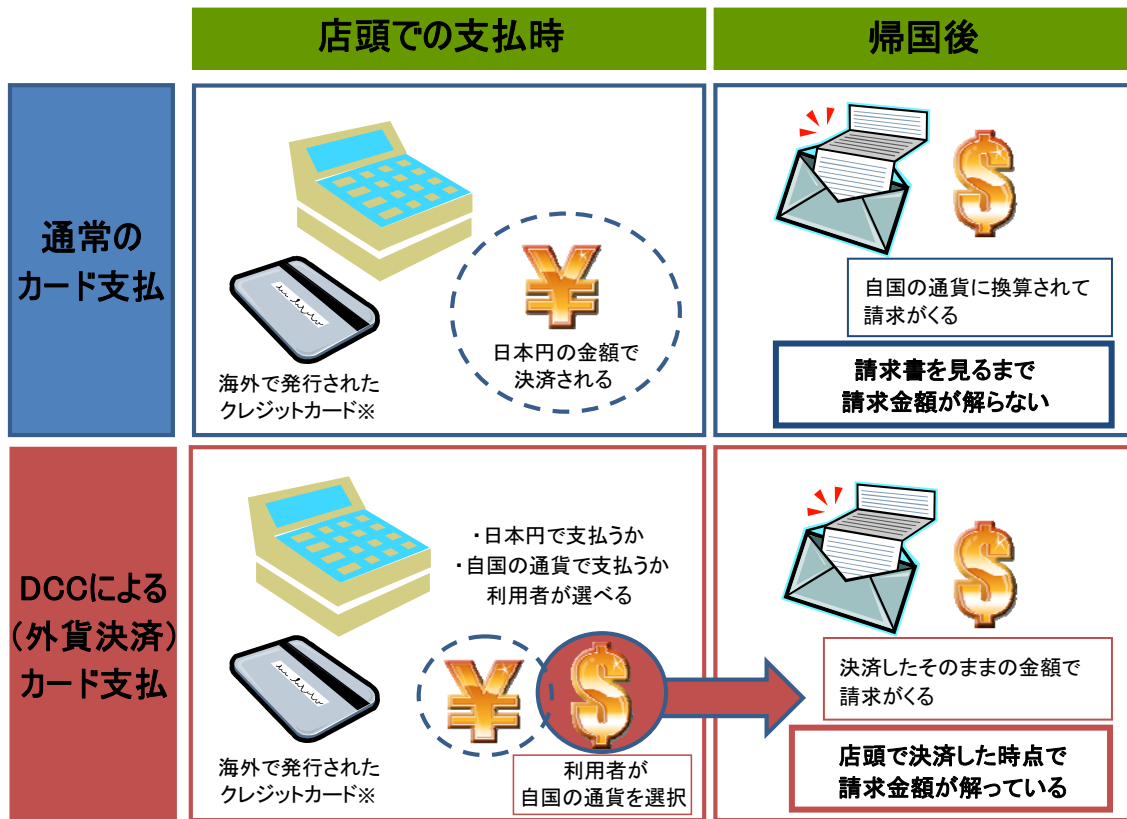 店頭での支払時
帰国後
通常の
カード支払
海外で発行された
クレジットカード※
¥
日本円の金額で
決済される
$
自国の通貨に換算されて
請求がくる
請求書を見るまで
請求金額が解らない
DCCによる
（外貨決済）
カード支払
海外で発行された
クレジットカード※
・日本円で支払うか
・自国の通貨で支払うか
利用者が選べる
¥
$
利用者が
自国の通貨を選択
$
決済したそのままの金額で
請求がくる
店頭で決済した時点で
請求金額が解っている